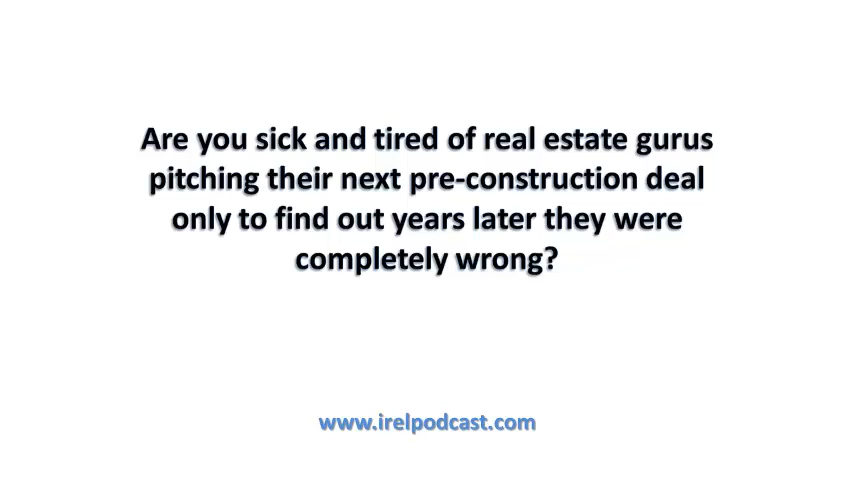 Are you sick and tired of real estate gurus
pitching their next pre-construction deal
only to find out years later they were
completely wrong?
www.irelpodcast.com